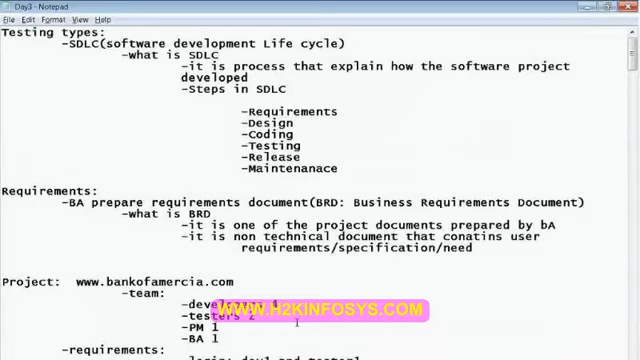 Day3 - Notepad
File Edit Format View Help
Testing types:
-SDLC(software development Life cycle)
-what is SDLC
-it is process that explain how the software project
developed
-Steps in SDLC
-Requirements
-Design
-Coding
-Testing
-Release
-Maintenanace
Requirements:
-BA prepare requirements document(BRD: Business Requirements Document)
-what is BRD
-it is one of the project documents prepared by bA
-it is non technical document that conatins user
requirements/specification/need
Project: www.bankofamercia.com
-team:
-developers 4
WWW.H2KINFOSYS.COM
-testers 2
-PM 1
-BA 1
-requirements: